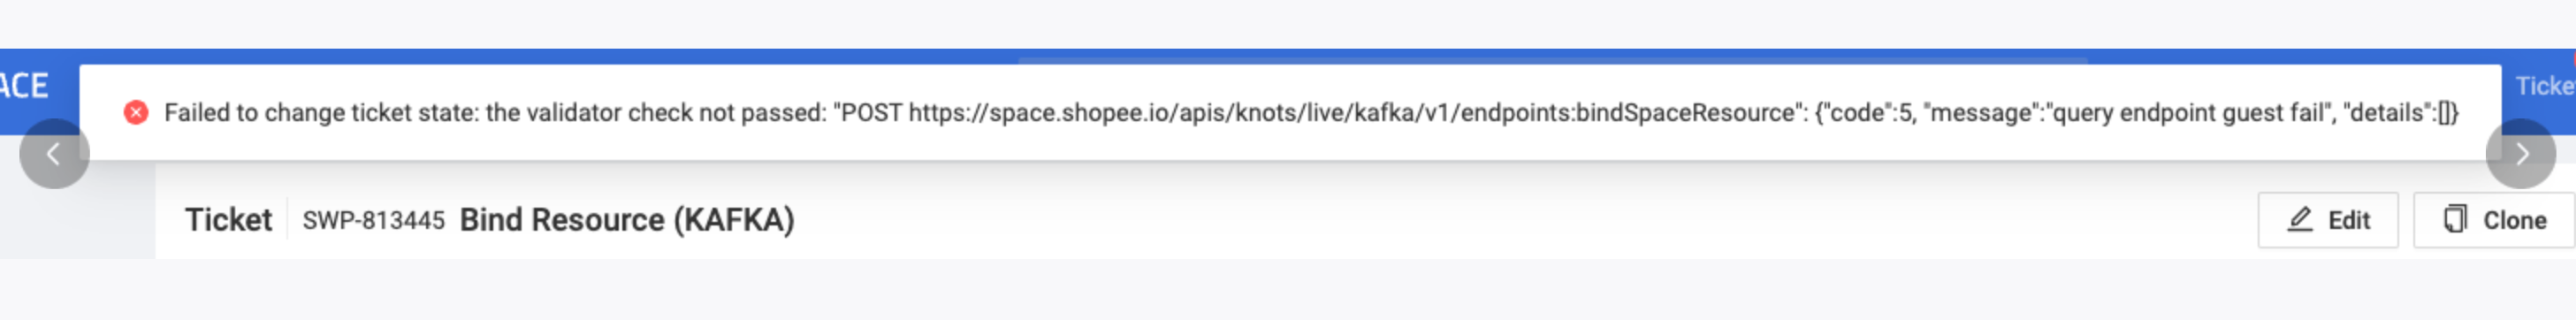 ACE
Failed to change ticket state: the validator check not passed: "POST https://space.shopee.io/apis/knots/live/kafka/v1/endpoints:bindSpaceResource": {"code":5, "message":"query endpoint guest fail", "details":[]}
Ticke
Ticket SWP-813445 Bind Resource (KAFKA) Edit Clone